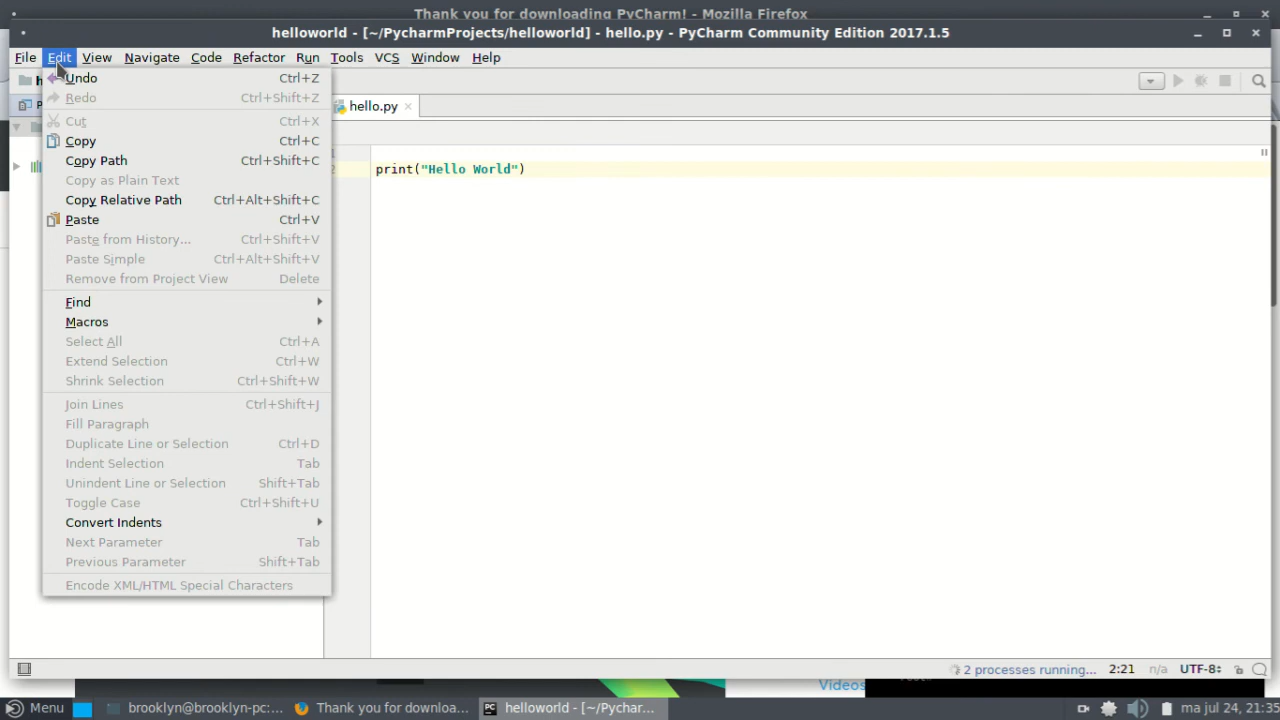 Thank you for downloading PyCharm! - Mozilla Firefox
helloworld - [~/PycharmProjects/helloworld] - hello.py - PyCharm Community Edition 2017.1.5
File Edit View Navigate Code Refactor Run Tools VCS Window Help
hello.py
Undo Ctrl+Z
Redo Ctrl+Shift+Z
Cut Ctrl+X
Copy Ctrl+C
Copy Path Ctrl+Shift+C
Copy as Plain Text
Copy Relative Path Ctrl+Alt+Shift+C
Paste Ctrl+V
Paste from History... Ctrl+Shift+V
Paste Simple Ctrl+Alt+Shift+V
Remove from Project View Delete
Find
Macros
Select All Ctrl+A
Extend Selection Ctrl+W
Shrink Selection Ctrl+Shift+W
Join Lines Ctrl+Shift+J
Fill Paragraph
Duplicate Line or Selection Ctrl+D
Indent Selection Tab
Unindent Line or Selection Shift+Tab
Toggle Case Ctrl+Shift+U
Convert Indents
Next Parameter Tab
Previous Parameter Shift+Tab
Encode XML/HTML Special Characters
print("Hello World")
2 processes running... 2:21 n/a UTF-8
Videos
Menu brooklyn@brooklyn-pc:... Thank you for downloa... helloworld - [~/Pychar... ma jul 24, 21:35